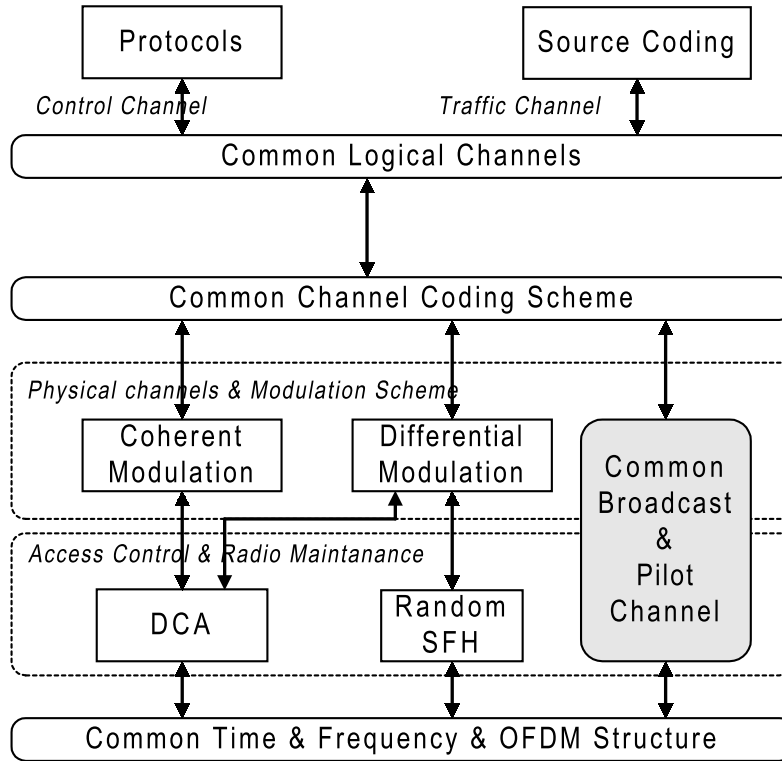 Protocols
Source Coding
Control Channel
Traffic Channel
Common Logical Channels
Common Channel Coding Scheme
Physical channels & Modulation Scheme
Coherent
Modulation
Differential
Modulation
Common
Broadcast
&
Pilot
Channel
Access Control & Radio Maintanance
DCA
Random
SFH
Common Time & Frequency & OFDM Structure